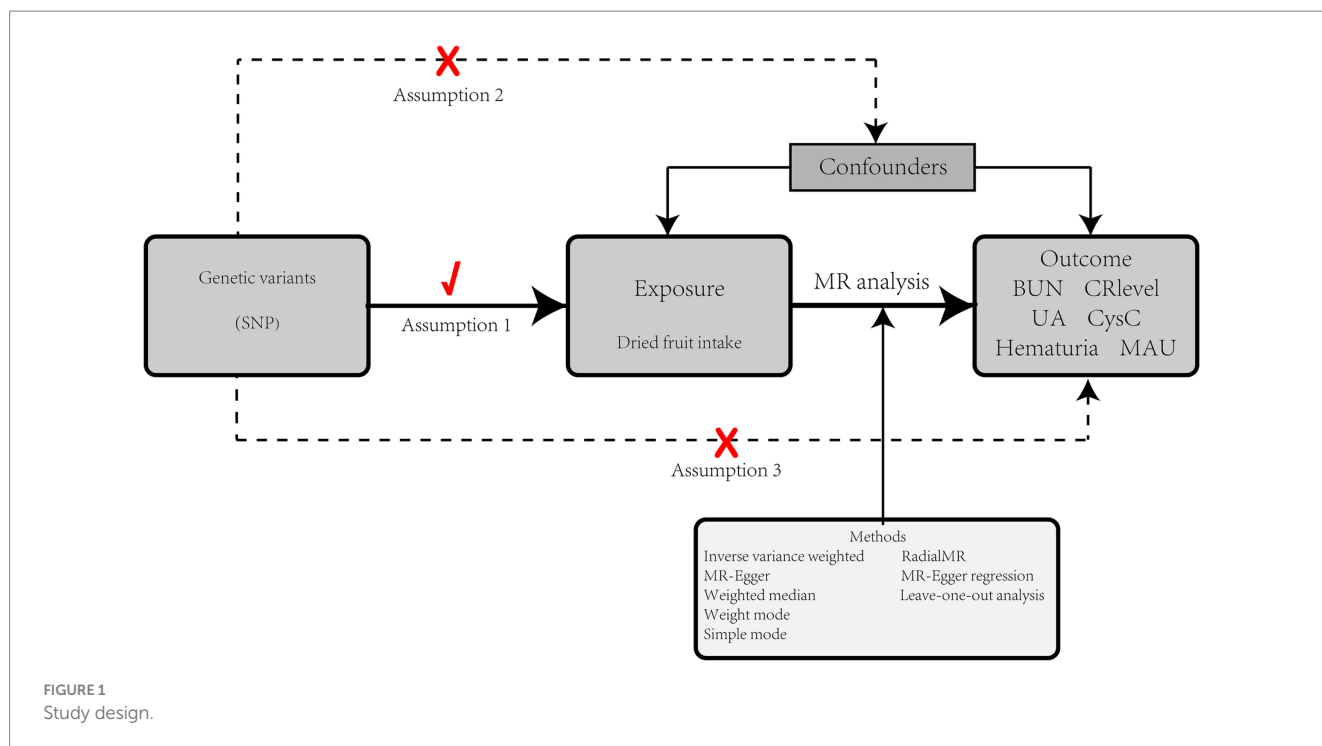 Assumption 2
Confounders
Genetic variants
(SNP)
Assumption 1
Exposure
Dried fruit intake
MR analysis
Outcome
BUN CRlevel
UA CysC
Hematuria MAU
Assumption 3
Methods
Inverse variance weighted RadialMR
MR-Egger MR-Egger regression
Weighted median Leave-one-out analysis
Weight mode
Simple mode
FIGURE 1
Study design.